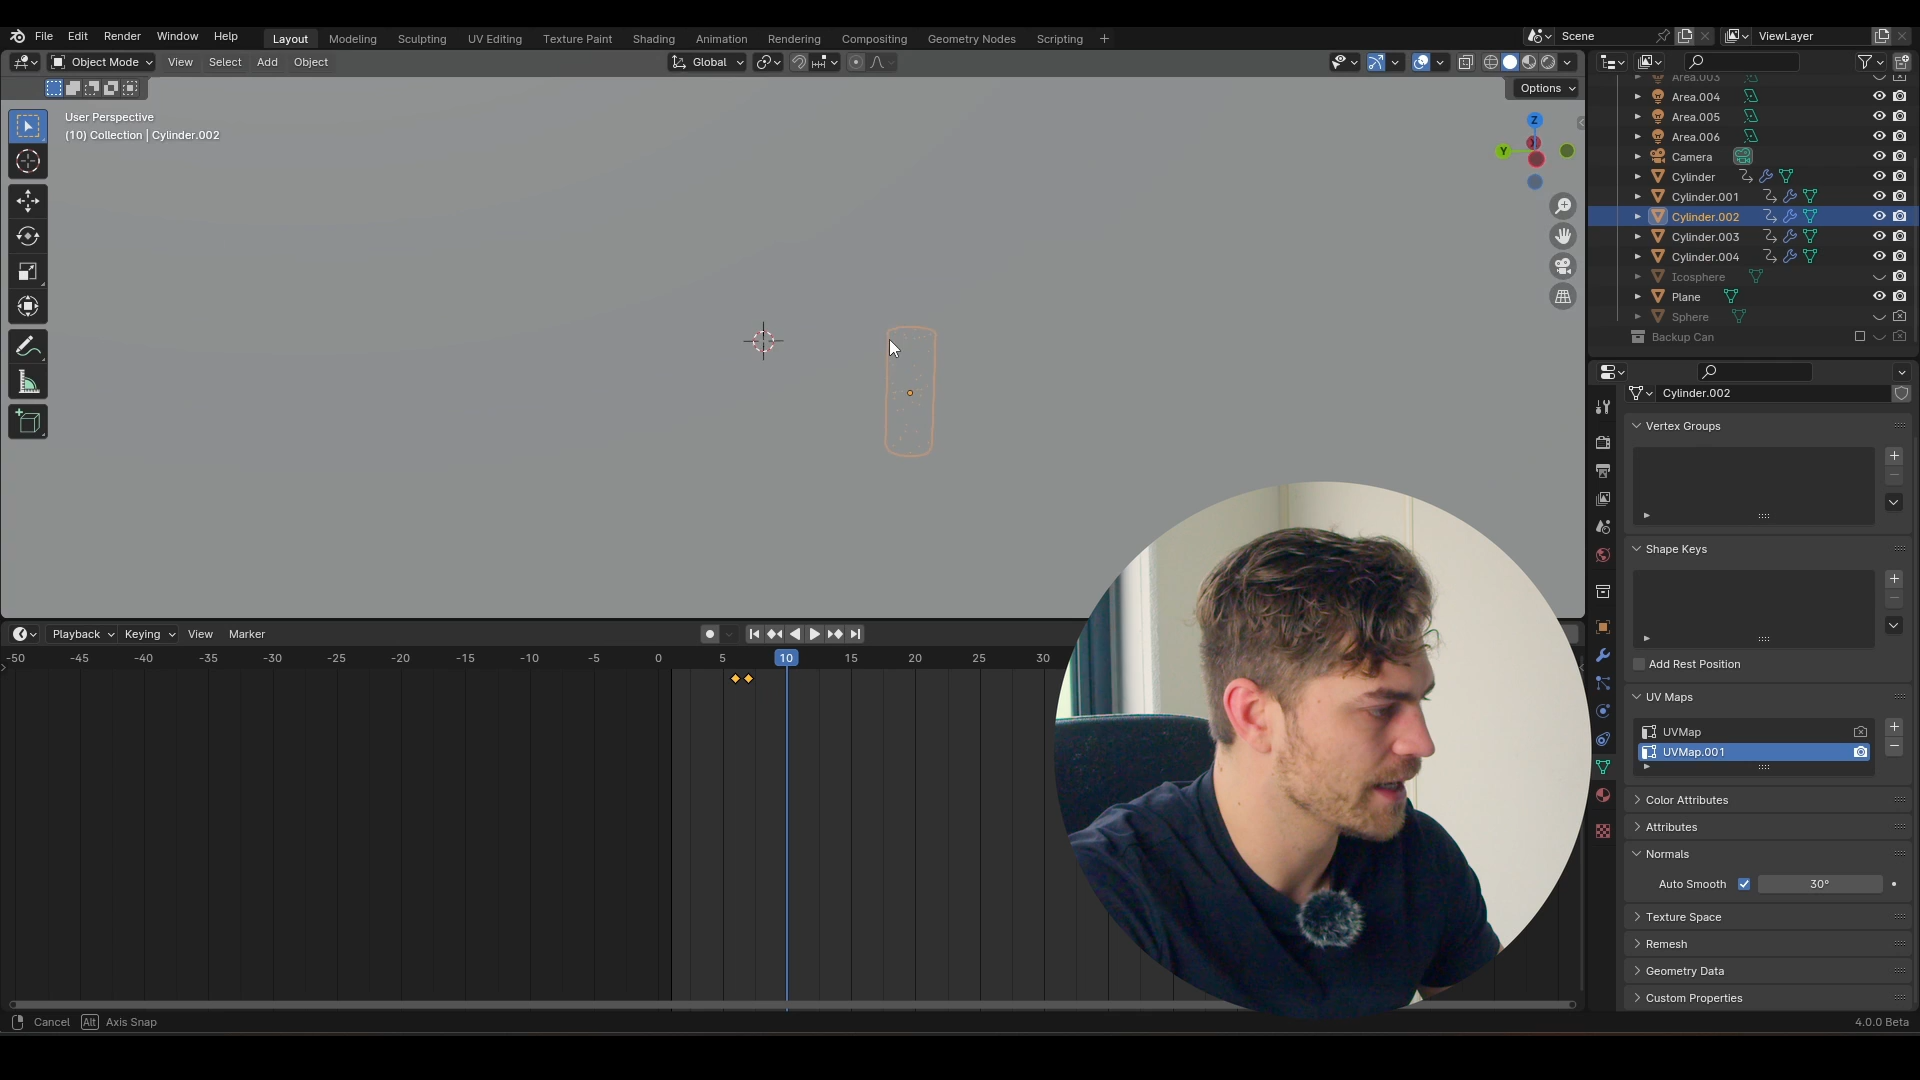 File Edit Render Window Help Layout Modeling Sculpting UV Editing Texture Paint Shading Animation Rendering Compositing Geometry Nodes Scripting + Scene ViewLayer
Object Mode View Select Add Object Global
Options
User Perspective
(10) Collection | Cylinder.002
Z
Y
Area.003
Area.004
Area.005
Area.006
Camera
Cylinder
Cylinder.001
Cylinder.002
Cylinder.003
Cylinder.004
Icosphere
Plane
Sphere
Backup Can
Cylinder.002
Vertex Groups
Shape Keys
Add Rest Position
UV Maps
UVMap
UVMap.001
Color Attributes
Attributes
Normals
Auto Smooth 30°
Texture Space
Remesh
Geometry Data
Custom Properties
Playback Keying View Marker
-50 -45 -40 -35 -30 -25 -20 -15 -10 -5 0 5 10 15 20 25 30
Cancel Alt Axis Snap
4.0.0 Beta